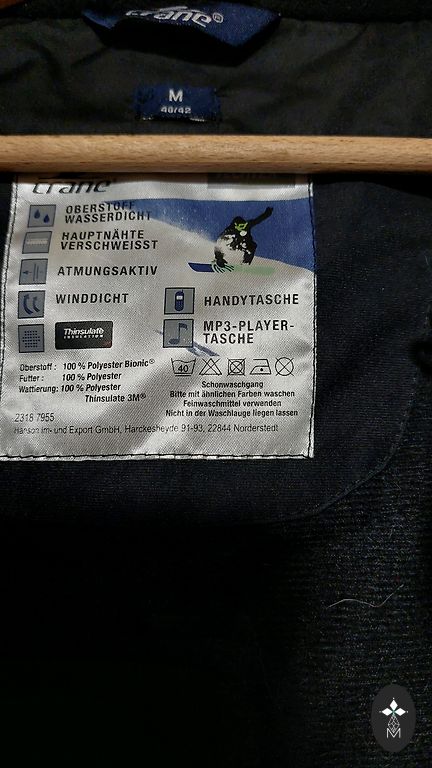 crane®
M
40/42
crane®
OBERSTOFF
WASSERDICHT
HAUPTNÄHTE
VERSCHWEISST
ATMUNGSAKTIV
WINDDICHT
HANDYTASCHE
Thinsulate
INSULATION
MP3-PLAYER-
TASCHE
Oberstoff : 100 % Polyester Bionic®
Futter : 100 % Polyester
Wattierung: 100 % Polyester
Thinsulate 3M®
40
Schonwaschgang
Bitte mit ähnlichen Farben waschen
Feinwaschmittel verwenden
Nicht in der Waschlauge liegen lassen
2318 7955
Hanson Im- und Export GmbH, Harckesheyde 91-93, 22844 Norderstedt
M